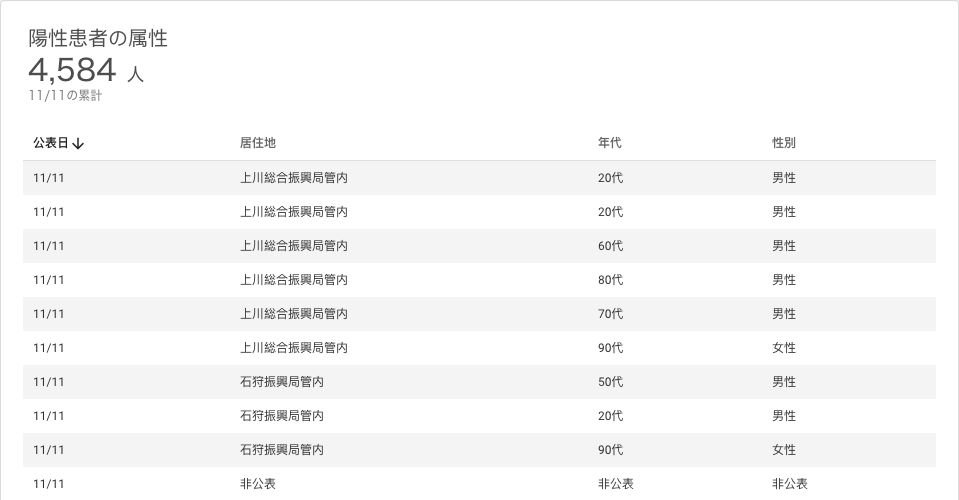 陽性患者の属性
4,584 人
11/11の累計
公表日↓ 居住地 年代 性別
11/11 上川総合振興局管内 20代 男性
11/11 上川総合振興局管内 20代 男性
11/11 上川総合振興局管内 60代 男性
11/11 上川総合振興局管内 80代 男性
11/11 上川総合振興局管内 70代 男性
11/11 上川総合振興局管内 90代 女性
11/11 石狩振興局管内 50代 男性
11/11 石狩振興局管内 20代 男性
11/11 石狩振興局管内 90代 女性
11/11 非公表 非公表 非公表